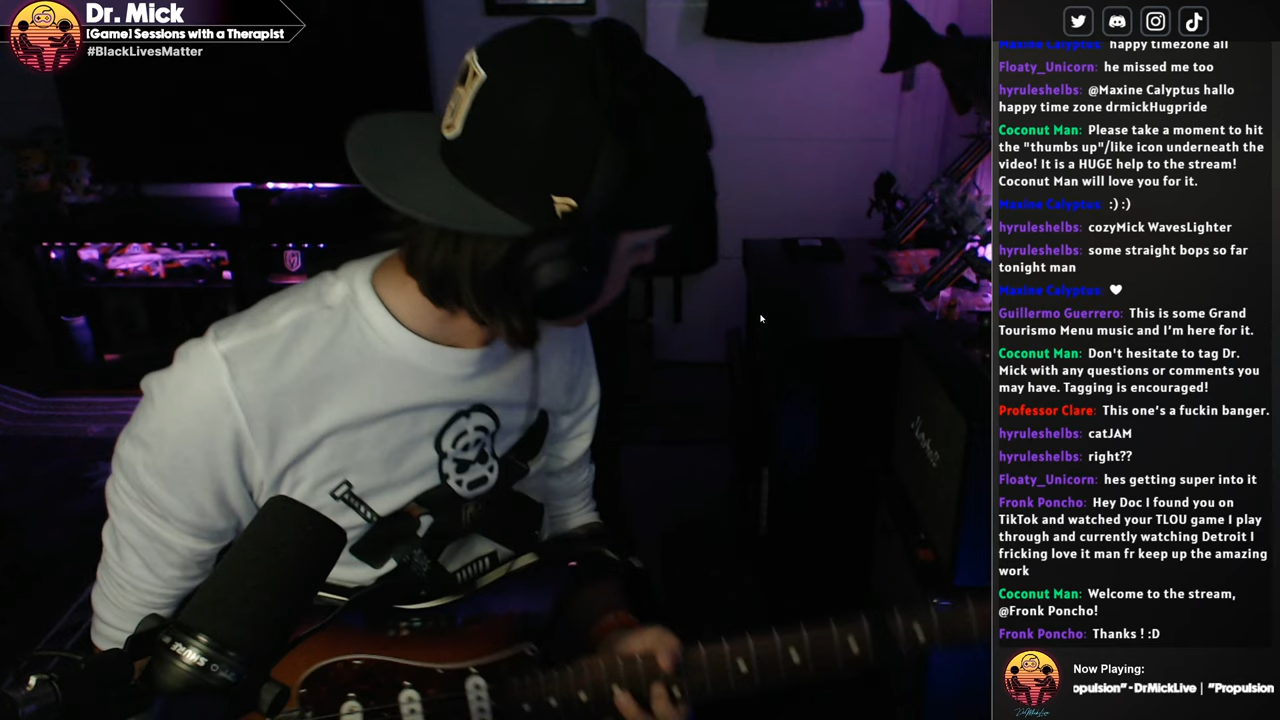 Dr. Mick
[Game] Sessions with a Therapist
#BlackLivesMatter
Maxine Calyptus: happy timezone all
Floaty_Unicorn: he missed me too
hyruleshelbs: @Maxine Calyptus hallo
happy time zone drmickHugpride
Coconut Man: Please take a moment to hit
the "thumbs up"/like icon underneath the
video! It is a HUGE help to the stream!
Coconut Man will love you for it.
Maxine Calyptus: :) :)
hyruleshelbs: cozyMick WavesLighter
hyruleshelbs: some straight bops so far
tonight man
Maxine Calyptus:
Guillermo Guerrero: This is some Grand
Tourismo Menu music and I'm here for it.
Coconut Man: Don't hesitate to tag Dr.
Mick with any questions or comments you
may have. Tagging is encouraged!
Professor Clare: This one's a fuckin banger.
hyruleshelbs: catJAM
hyruleshelbs: right??
Floaty_Unicorn: hes getting super into it
Fronk Poncho: Hey Doc I found you on
TikTok and watched your TLOU game I play
through and currently watching Detroit I
fricking love it man fr keep up the amazing
work
Coconut Man: Welcome to the stream,
@Fronk Poncho!
Fronk Poncho: Thanks ! :D
Now Playing:
opulsion" - DrMickLive | "Propulsion
DrMickLive
SHURE